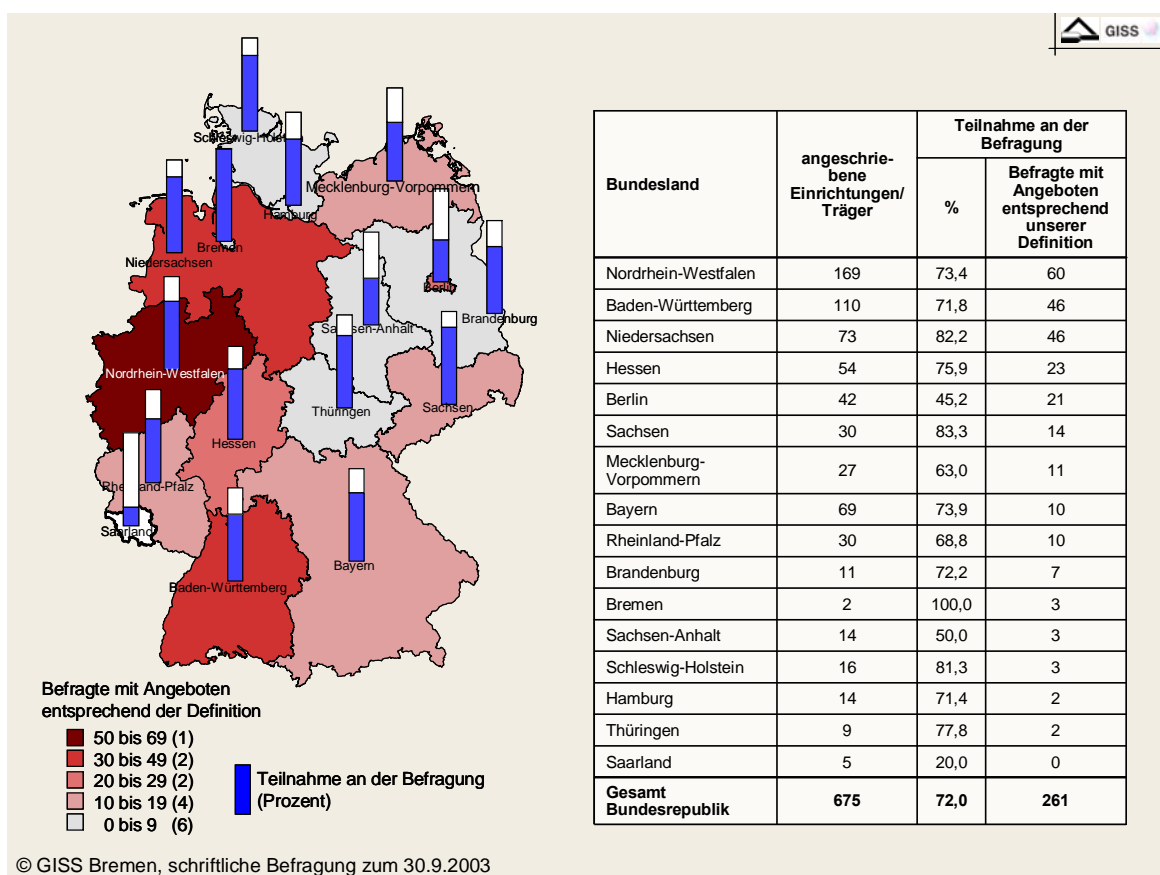 GISS
Schleswig-Holstein
Mecklenburg-Vorpommern
Hamburg
Bremen
Niedersachsen
Berlin
Brandenburg
Sachsen-Anhalt
Nordrhein-Westfalen
Thüringen
Sachsen
Hessen
Rheinland-Pfalz
Saarland
Bayern
Baden-Württemberg
Befragte mit Angeboten
entsprechend der Definition
50 bis 69 (1)
30 bis 49 (2)
20 bis 29 (2)
10 bis 19 (4)
0 bis 9 (6)
Teilnahme an der Befragung
(Prozent)
Bundesland
angeschrie-
bene
Einrichtungen/
Träger
Teilnahme an der
Befragung
%
Befragte mit
Angeboten
entsprechend
unserer
Definition
Nordrhein-Westfalen 169 73,4 60
Baden-Württemberg 110 71,8 46
Niedersachsen 73 82,2 46
Hessen 54 75,9 23
Berlin 42 45,2 21
Sachsen 30 83,3 14
Mecklenburg-
Vorpommern 27 63,0 11
Bayern 69 73,9 10
Rheinland-Pfalz 30 68,8 10
Brandenburg 11 72,2 7
Bremen 2 100,0 3
Sachsen-Anhalt 14 50,0 3
Schleswig-Holstein 16 81,3 3
Hamburg 14 71,4 2
Thüringen 9 77,8 2
Saarland 5 20,0 0
Gesamt
Bundesrepublik 675 72,0 261
© GISS Bremen, schriftliche Befragung zum 30.9.2003